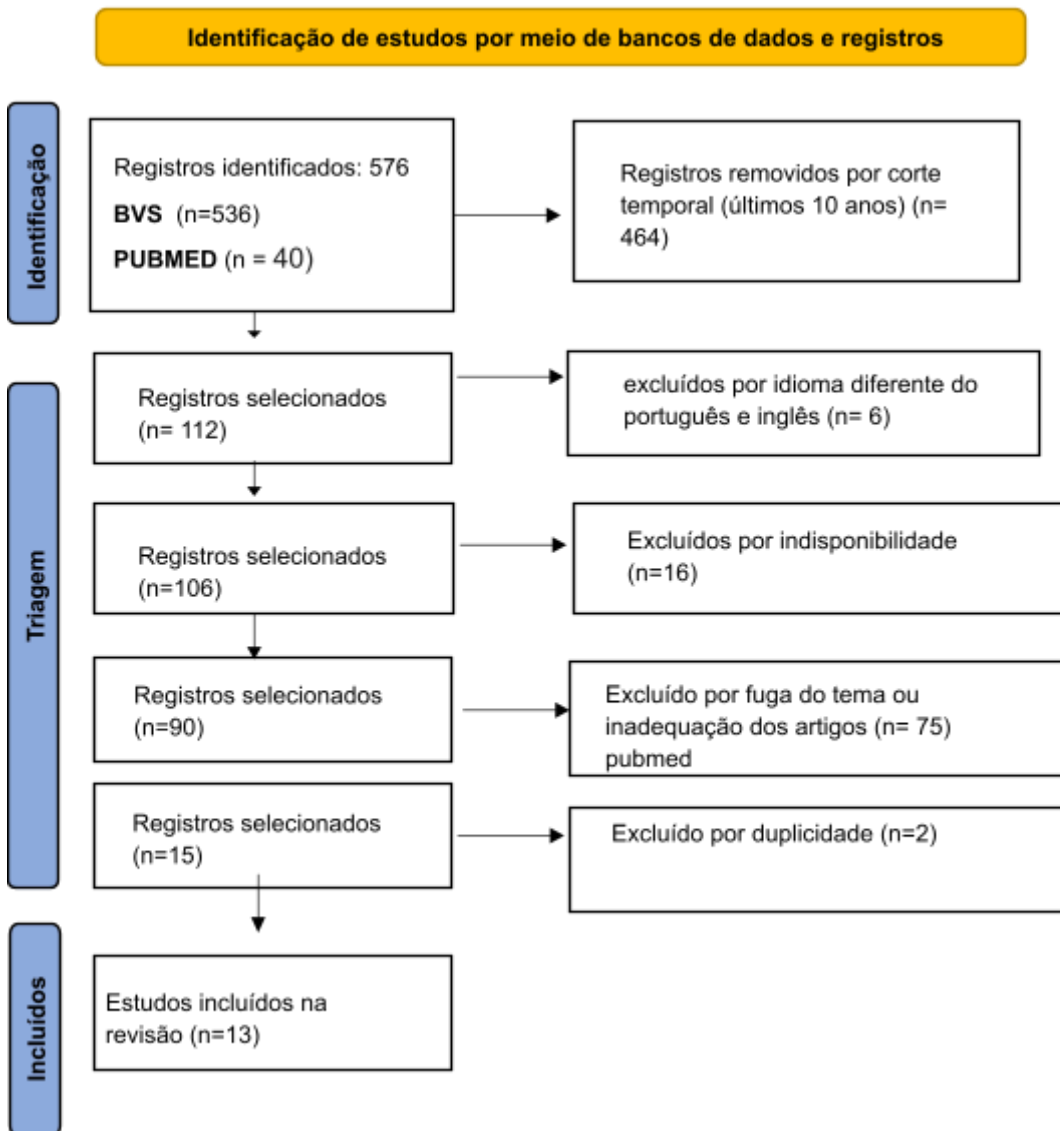 Identificação de estudos por meio de bancos de dados e registros
Identificação
Registros identificados: 576
BVS (n=536)
PUBMED (n = 40)
Registros removidos por corte
temporal (últimos 10 anos) (n=
464)
Triagem
Registros selecionados
(n= 112)
excluídos por idioma diferente do
português e inglês (n= 6)
Registros selecionados
(n=106)
Excluídos por indisponibilidade
(n=16)
Registros selecionados
(n=90)
Excluído por fuga do tema ou
inadequação dos artigos (n= 75)
pubmed
Registros selecionados
(n=15)
Excluído por duplicidade (n=2)
Incluídos
Estudos incluídos na
revisão (n=13)